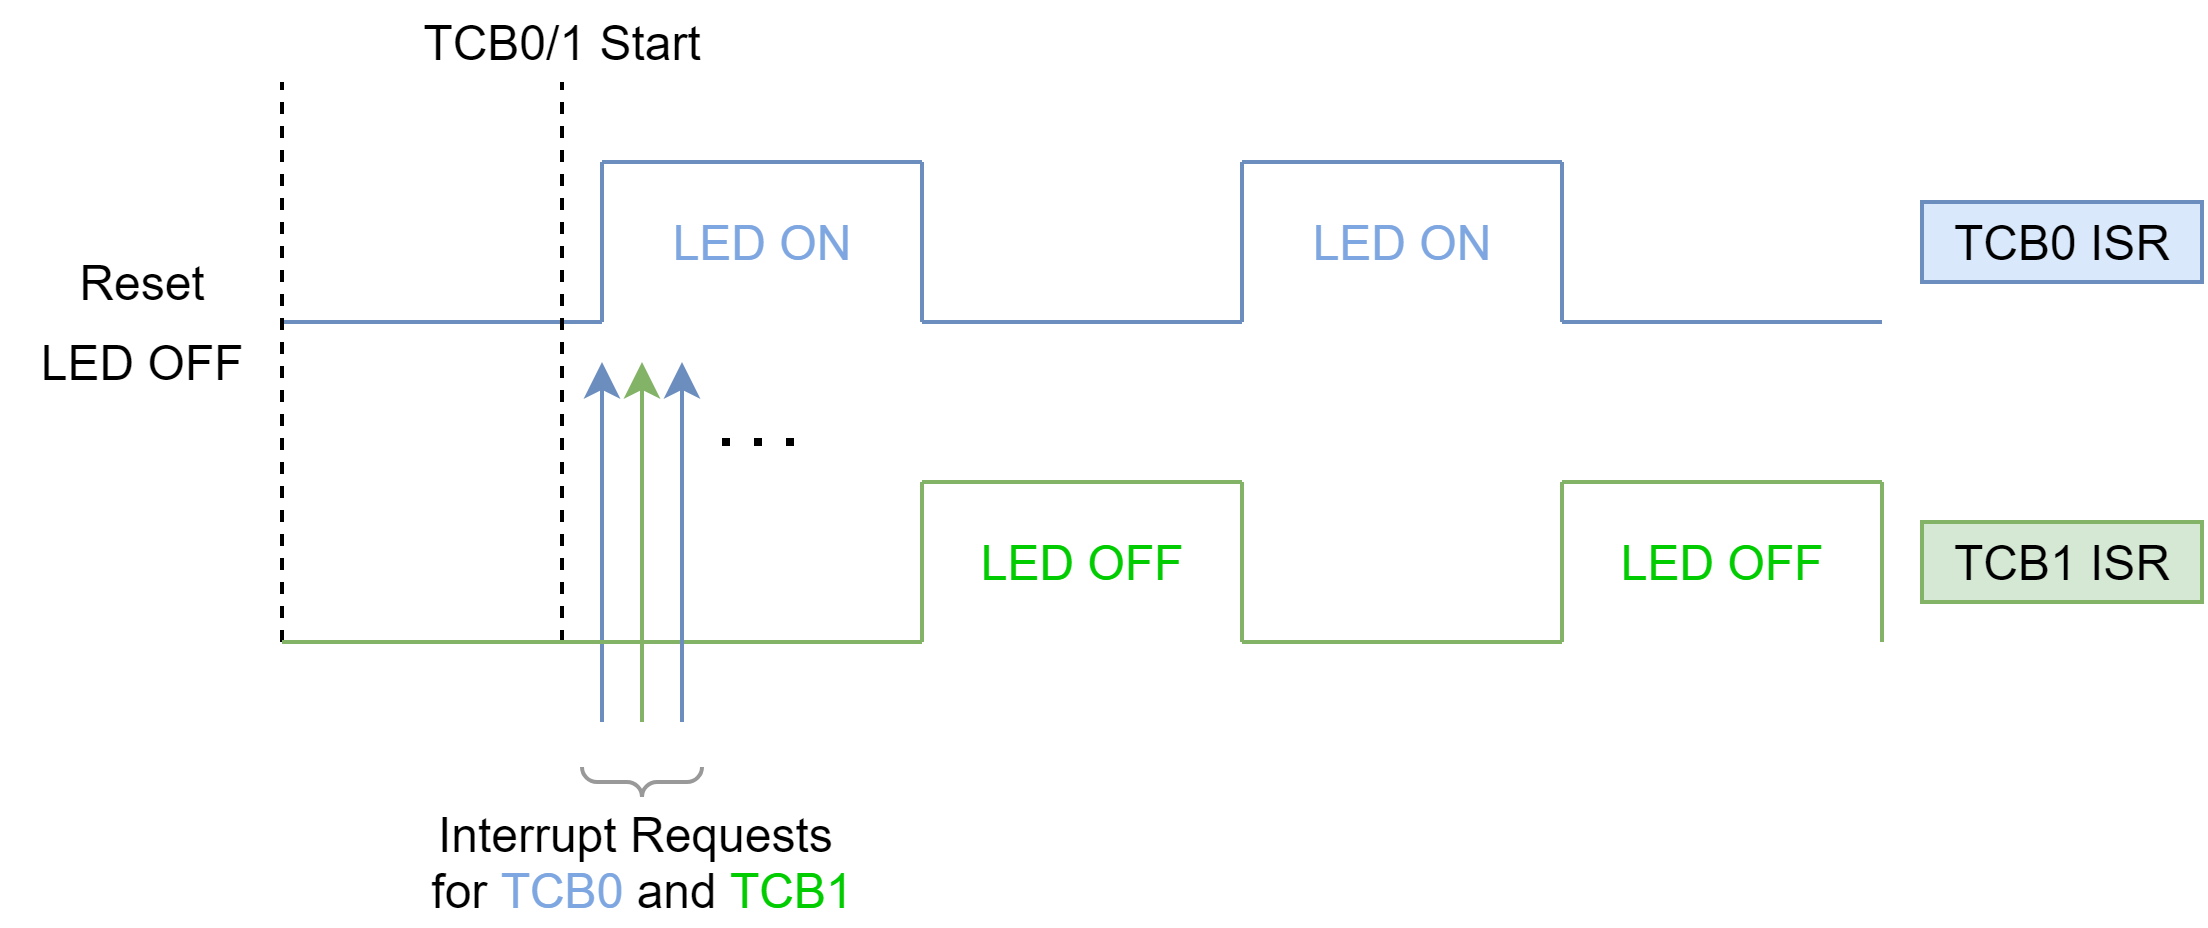 TCB0/1 Start
LED ON
LED ON
TCB0 ISR
Reset
LED OFF
. . .
LED OFF
LED OFF
TCB1 ISR
Interrupt Requests
for TCB0 and TCB1